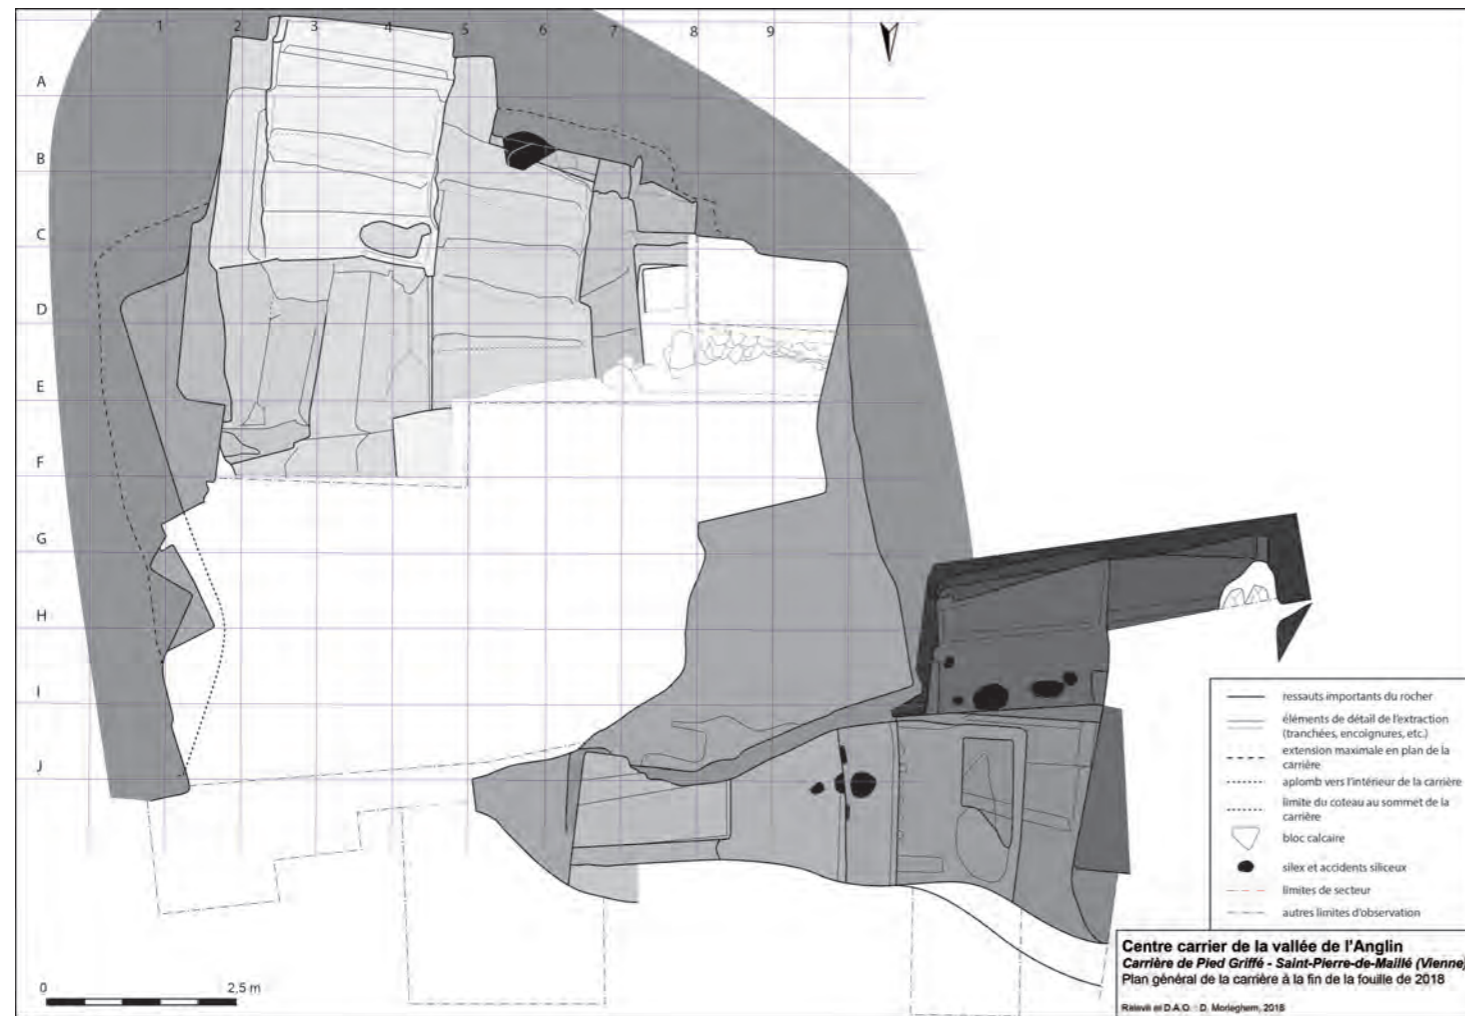 1 2 3 4 5 6 7 8 9
A
B
C
D
E
F
G
H
I
J
ressauts importants du rocher
éléments de détail de l'extraction
(tranchées, encoignures, etc.)
extension maximale en plan de la
carrière
aplomb vers l'intérieur de la carrière
limite du coteau au sommet de la
carrière
bloc calcaire
silex et accidents siliceux
limites de secteur
autres limites d'observation
Centre carrier de la vallée de l'Anglin
Carrière de Pied Griffé - Saint-Pierre-de-Maillé (Vienne)
Plan général de la carrière à la fin de la fouille de 2018
Relevé et D.A.O. : D. Morleghem, 2018
0 2,5 m